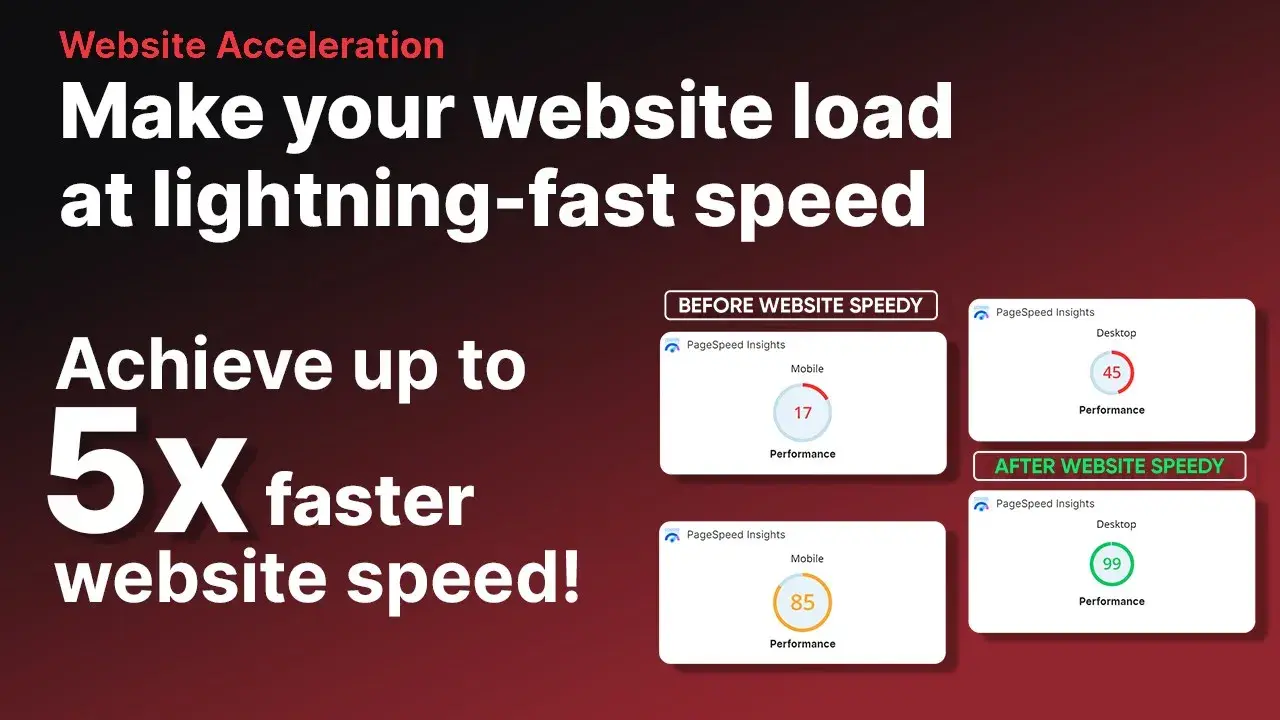 Website Acceleration
Make your website load
at lightning-fast speed
Achieve up to
5x faster
website speed!
BEFORE WEBSITE SPEEDY
PageSpeed Insights
Mobile
17
Performance
PageSpeed Insights
Desktop
45
Performance
AFTER WEBSITE SPEEDY
PageSpeed Insights
Mobile
85
Performance
PageSpeed Insights
Desktop
99
Performance